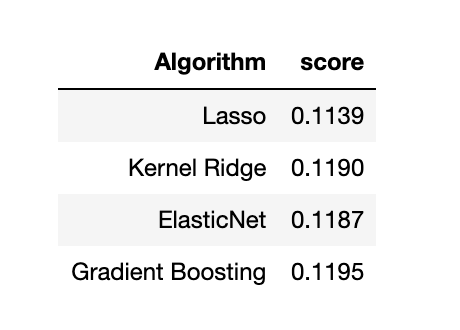 Algorithm score
Lasso 0.1139
Kernel Ridge 0.1190
ElasticNet 0.1187
Gradient Boosting 0.1195